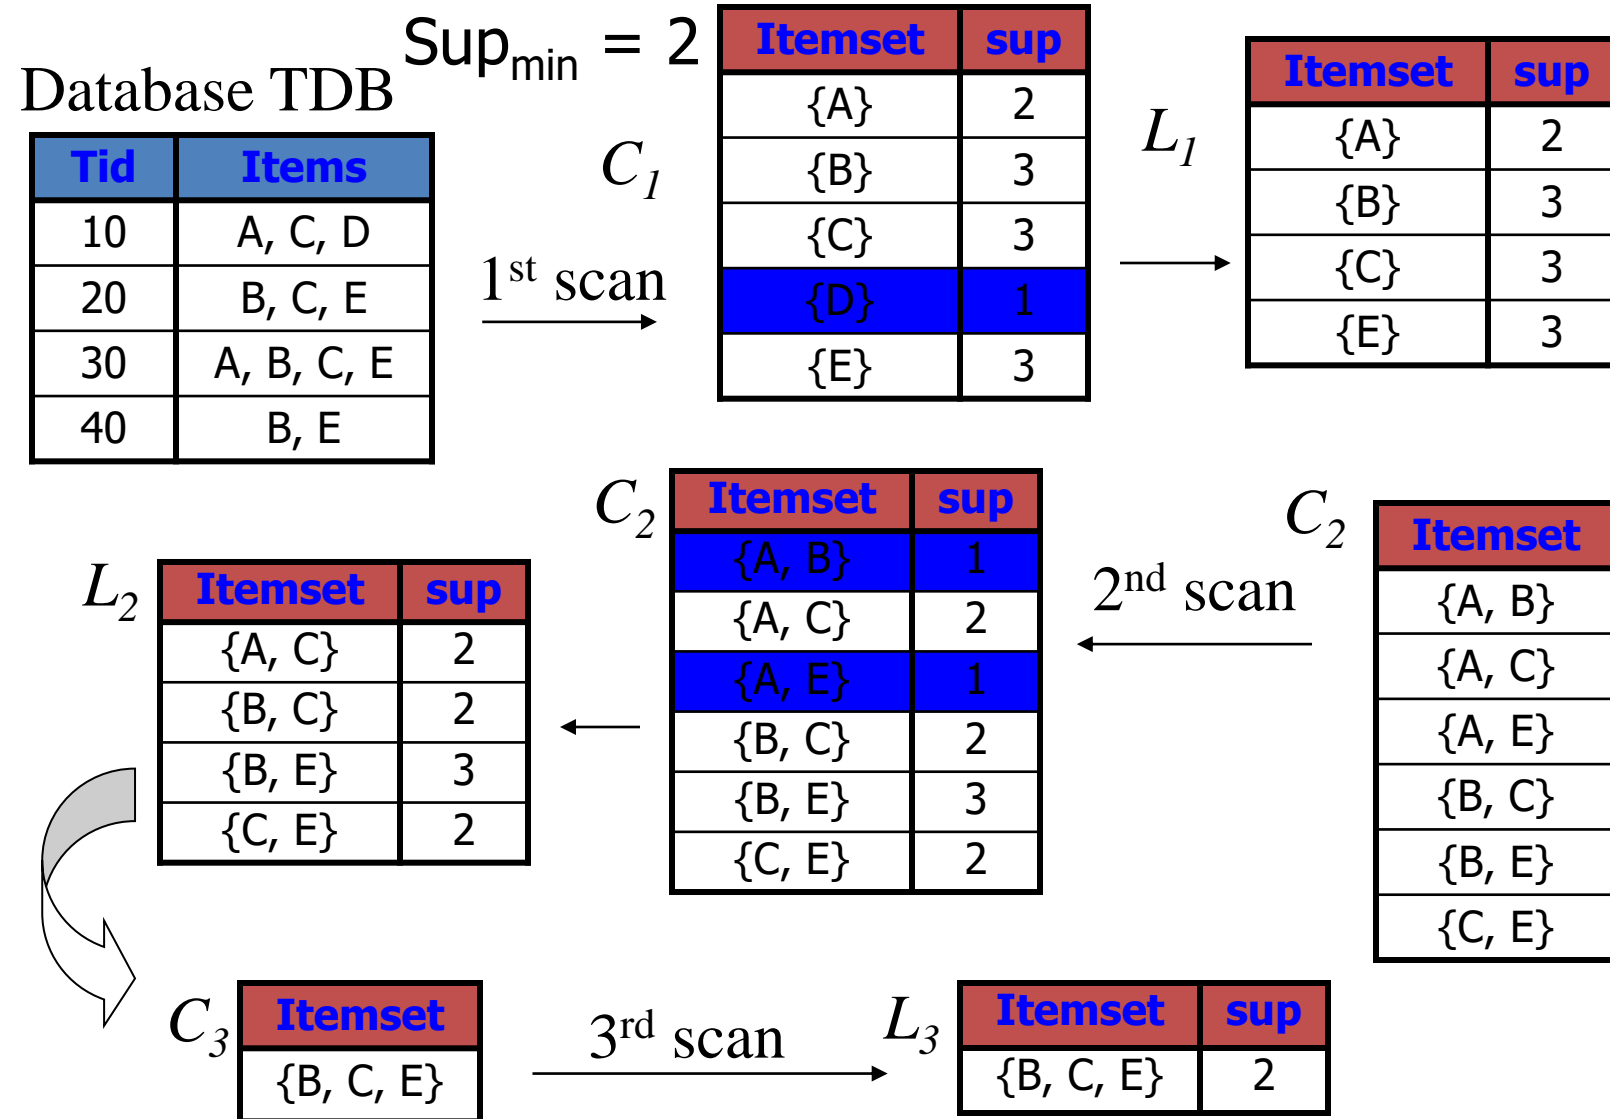 Sup_min = 2
Database TDB
Tid Items
10 A, C, D
20 B, C, E
30 A, B, C, E
40 B, E
1st scan
C1
Itemset sup
{A} 2
{B} 3
{C} 3
{D} 1
{E} 3
L1
Itemset sup
{A} 2
{B} 3
{C} 3
{E} 3
C2
Itemset
{A, B}
{A, C}
{A, E}
{B, C}
{B, E}
{C, E}
2nd scan
C2
Itemset sup
{A, B} 1
{A, C} 2
{A, E} 1
{B, C} 2
{B, E} 3
{C, E} 2
L2
Itemset sup
{A, C} 2
{B, C} 2
{B, E} 3
{C, E} 2
C3
Itemset
{B, C, E}
3rd scan
L3
Itemset sup
{B, C, E} 2